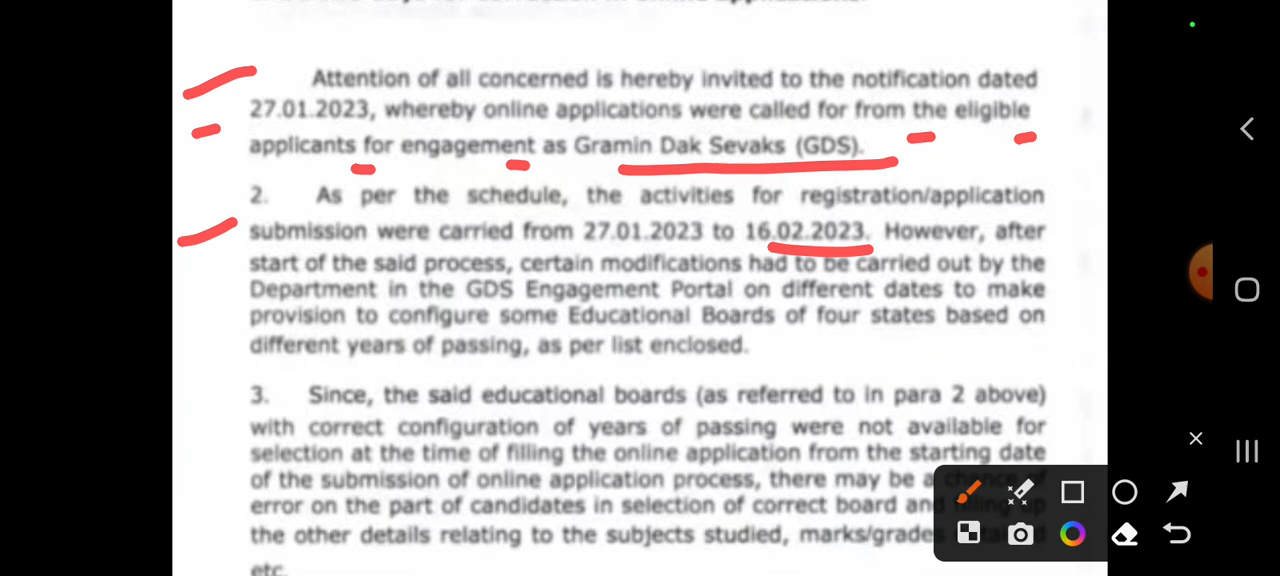 Attention of all concerned is hereby invited to the notification dated
27.01.2023, whereby online applications were called for from the eligible
applicants for engagement as Gramin Dak Sevaks (GDS).
2. As per the schedule, the activities for registration/application
submission were carried from 27.01.2023 to 16.02.2023. However, after
start of the said process, certain modifications had to be carried out by the
Department in the GDS Engagement Portal on different dates to make
provision to configure some Educational Boards of four states based on
different years of passing, as per list enclosed.
3. Since, the said educational boards (as referred to in para 2 above)
with correct configuration of years of passing were not available for
selection at the time of filling the online application from the starting date
of the submission of online application process, there may be a chance of
error on the part of candidates in selection of correct board and filling up
the other details relating to the subjects studied, marks/grades
etc.